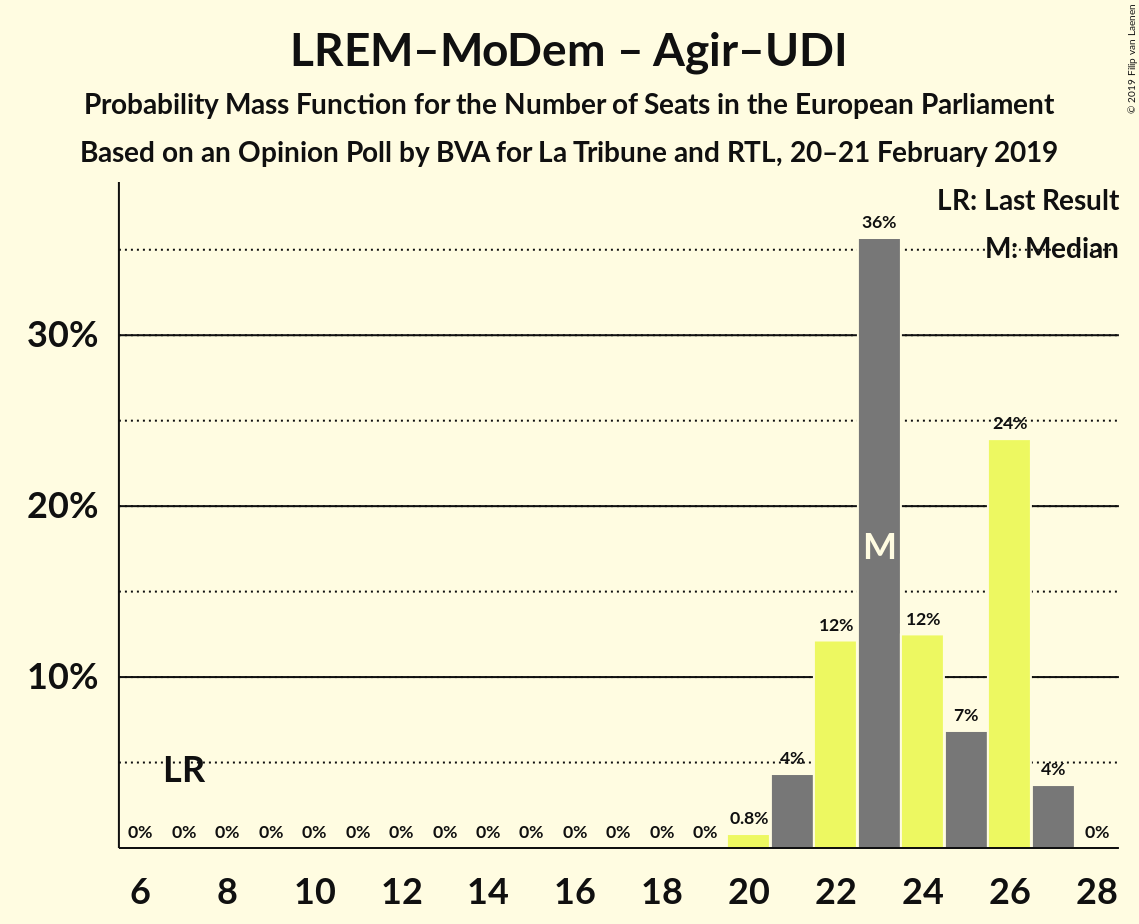 LREM–MoDem – Agir–UDI
Probability Mass Function for the Number of Seats in the European Parliament
Based on an Opinion Poll by BVA for La Tribune and RTL, 20–21 February 2019
© 2019 Filip van Laenen
LR: Last Result
M: Median
36%
30%
24%
20%
M
12% 12%
10%
7%
4% 4%
LR
0.8%
0% 0% 0% 0% 0% 0% 0% 0% 0% 0% 0% 0% 0% 0% 0%
6 8 10 12 14 16 18 20 22 24 26 28